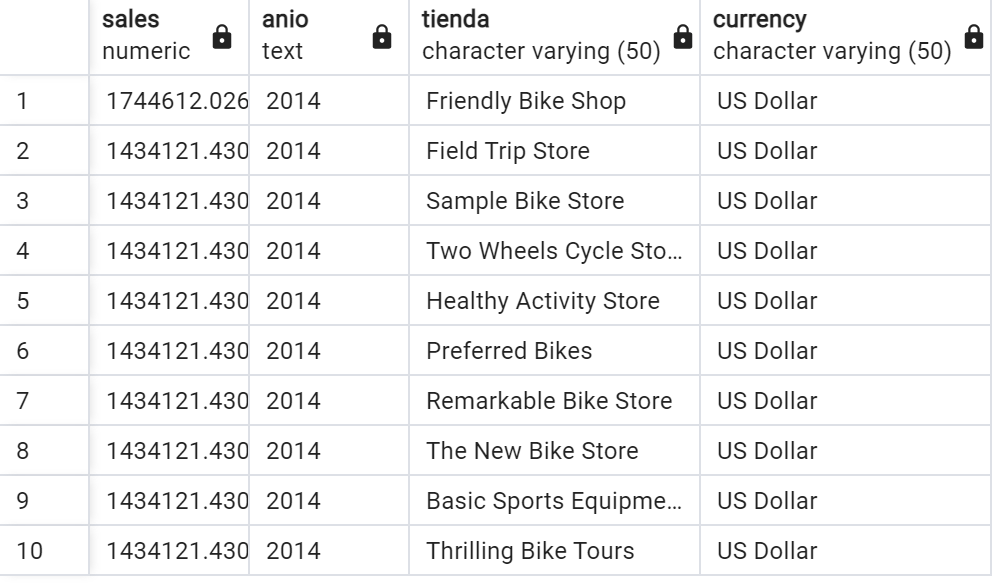 sales anio tienda currency
numeric text character varying (50) character varying (50)
1 1744612.026 2014 Friendly Bike Shop US Dollar
2 1434121.430 2014 Field Trip Store US Dollar
3 1434121.430 2014 Sample Bike Store US Dollar
4 1434121.430 2014 Two Wheels Cycle Sto... US Dollar
5 1434121.430 2014 Healthy Activity Store US Dollar
6 1434121.430 2014 Preferred Bikes US Dollar
7 1434121.430 2014 Remarkable Bike Store US Dollar
8 1434121.430 2014 The New Bike Store US Dollar
9 1434121.430 2014 Basic Sports Equipme... US Dollar
10 1434121.430 2014 Thrilling Bike Tours US Dollar